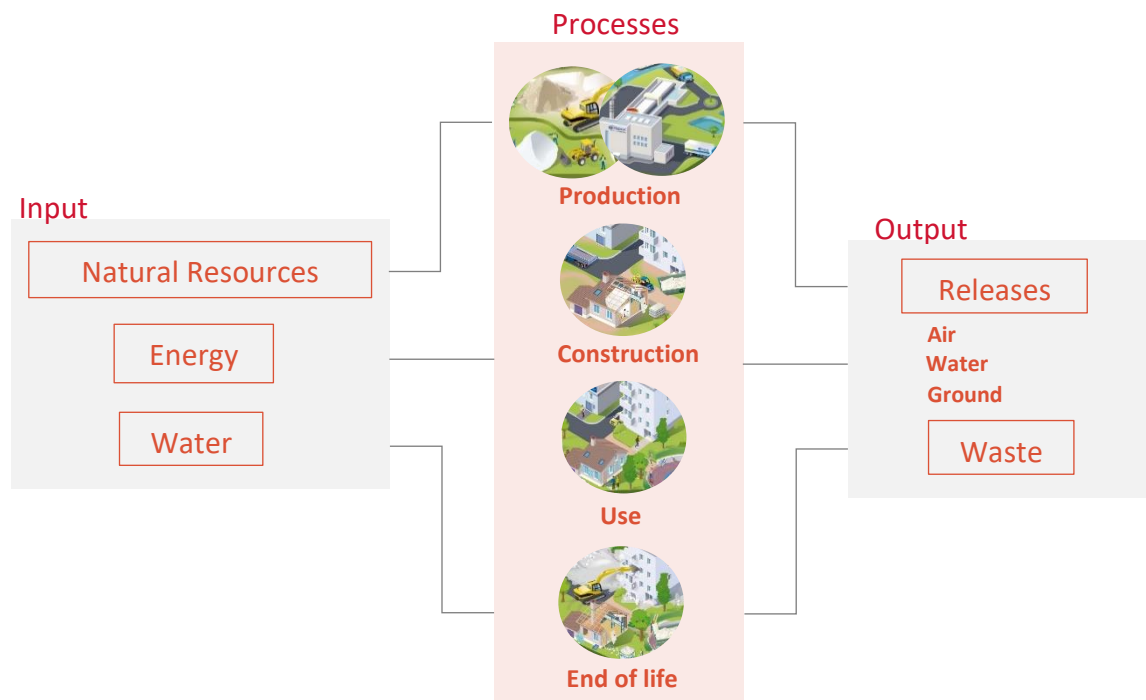 Processes
Production
Input
Natural Resources
Energy
Water
Construction
Use
End of life
Output
Releases
Air
Water
Ground
Waste